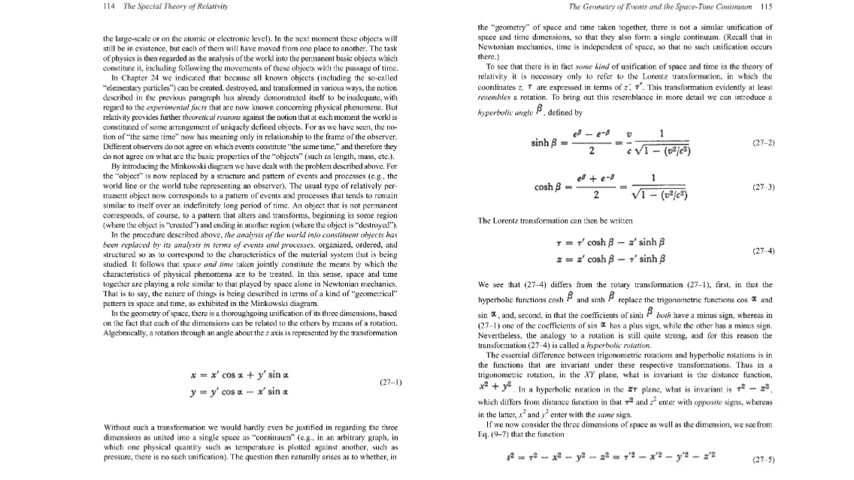 114 The Special Theory of Relativity
the large-scale or on the atomic or electronic level). In the next moment these objects will
still be in existence, but each of them will have moved from one place to another. The task
of physics is then regarded as the analysis of the world into the permanent basic objects which
constitute it, including following the movements of these objects with the passage of time.
In Chapter 24 we indicated that because all known objects (including the so-called
"elementary particles") can be created, destroyed, and transformed in various ways, the notion
described in the previous paragraph has already demonstrated itself to be inadequate, with
regard to the experimental facts that are now known concerning physical phenomena. But
relativity provides further theoretical reasons against the notion that at each moment the world is
constituted of some arrangement of uniquely defined objects. For as we have seen, the no-
tion of "the same time" now has meaning only in relationship to the frame of the observer.
Different observers do not agree on which events constitute "the same time," and therefore they
do not agree on what are the basic properties of the "objects" (such as length, mass, etc.).
By introducing the Minkowski diagram we have dealt with the problem described above. For
the "object" is now replaced by a structure and pattern of events and processes (e.g., the
world line or the world tube representing an observer). The usual type of relatively per-
manent object now corresponds to a pattern of events and processes that tends to remain
similar to itself over an indefinitely long period of time. An object that is not permanent
corresponds, of course, to a pattern that alters and transforms, beginning in some region
(where the object is "created") and ending in another region (where the object is "destroyed").
In the procedure described above, the analysis of the world into constituent objects has
been replaced by its analysis in terms of events and processes, organized, ordered, and
structured so as to correspond to the characteristics of the material system that is being
studied. It follows that space and time taken jointly constitute the means by which the
characteristics of physical phenomena are to be treated. In this sense, space and time
together are playing a role similar to that played by space alone in Newtonian mechanics.
That is to say, the nature of things is being described in terms of a kind of "geometrical"
pattern in space and time, as exhibited in the Minkowski diagram.
In the geometry of space, there is a thoroughgoing unification of its three dimensions, based
on the fact that each of the dimensions can be related to the others by means of a rotation.
Algebraically, a rotation through an angle about the z axis is represented by the transformation
x = x′ cos α + y′ sin α
y = y′ cos α − x′ sin α (27–1)
Without such a transformation we would hardly even be justified in regarding the three
dimensions as united into a single space as "continuum" (e.g., in an arbitrary graph, in
which one physical quantity such as temperature is plotted against another, such as
pressure, there is no such unification). The question then naturally arises as to whether, in
The Geometry of Events and the Space-Time Continuum 115
the "geometry" of space and time taken together, there is not a similar unification of
space and time dimensions, so that they also form a single continuum. (Recall that in
Newtonian mechanics, time is independent of space, so that no such unification occurs
there.)
To see that there is in fact some kind of unification of space and time in the theory of
relativity it is necessary only to refer to the Lorentz transformation, in which the
coordinates z, τ are expressed in terms of z′, τ′. This transformation evidently at least
resembles a rotation. To bring out this resemblance in more detail we can introduce a
hyperbolic angle β, defined by
sinh β = (e^β − e^−β)/2 = v/c 1/√(1 − (v²/c²)) (27–2)
cosh β = (e^β + e^−β)/2 = 1/√(1 − (v²/c²)) (27–3)
The Lorentz transformation can then be written
τ = τ′ cosh β − z′ sinh β
z = z′ cosh β − τ′ sinh β (27–4)
We see that (27–4) differs from the rotary transformation (27–1), first, in that the
hyperbolic functions cosh β and sinh β replace the trigonometric functions cos α and
sin α, and, second, in that the coefficients of sinh β both have a minus sign, whereas in
(27–1) one of the coefficients of sin α has a plus sign, while the other has a minus sign.
Nevertheless, the analogy to a rotation is still quite strong, and for this reason the
transformation (27–4) is called a hyperbolic rotation.
The essential difference between trigonometric rotations and hyperbolic rotations is in
the functions that are invariant under these respective transformations. Thus in a
trigonometric rotation, in the XY plane, what is invariant is the distance function,
x² + y². In a hyperbolic rotation in the zτ plane, what is invariant is τ² − z²,
which differs from distance function in that τ² and z² enter with opposite signs, whereas
in the latter, x² and y² enter with the same sign.
If we now consider the three dimensions of space as well as the dimension, we see from
Eq. (9–7) that the function
s² = τ² − x² − y² − z² = τ′² − x′² − y′² − z′² (27–5)